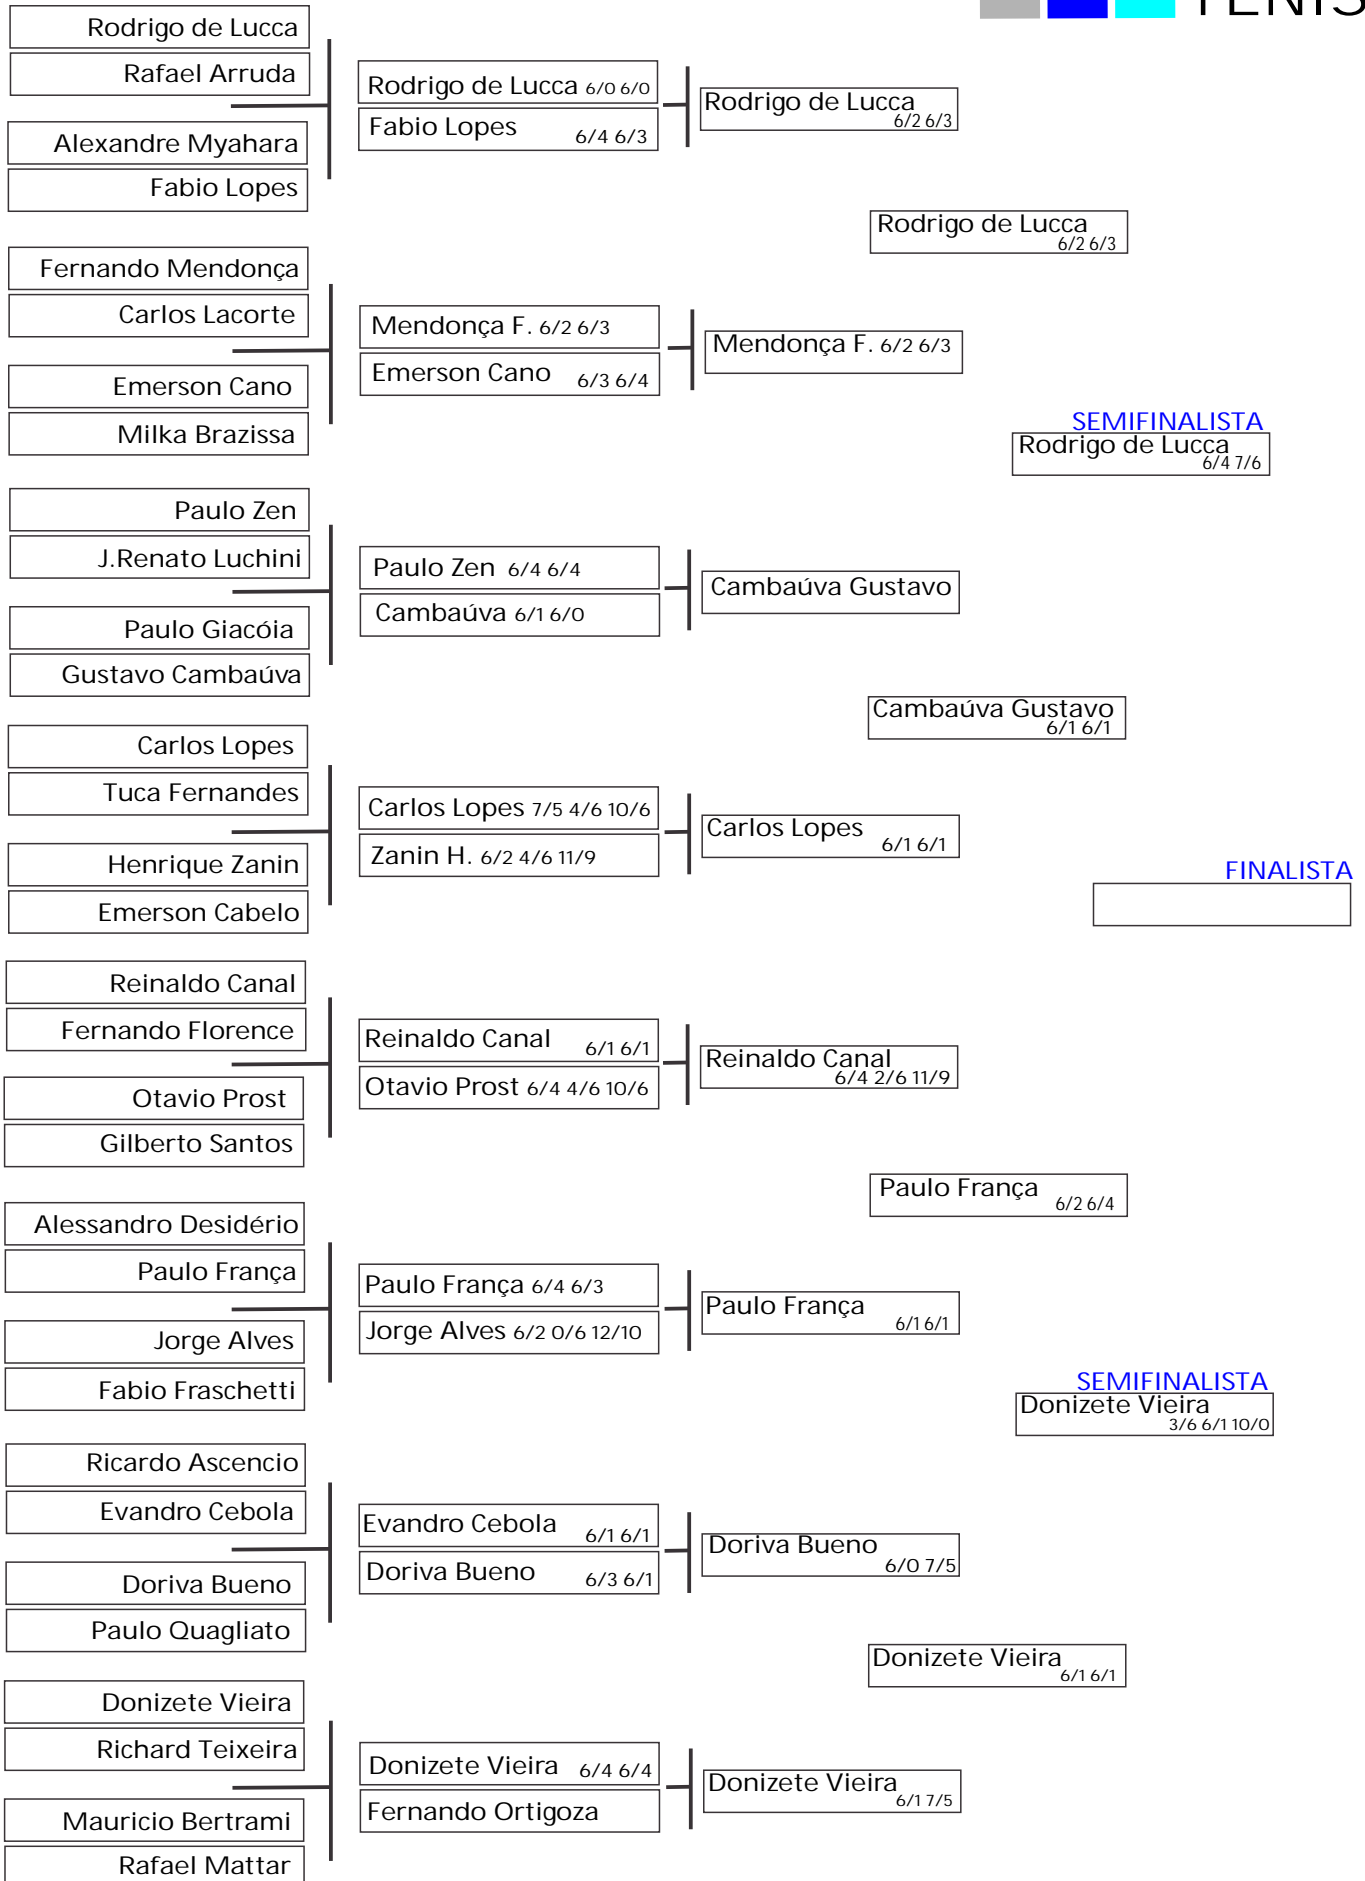 TÊNIS
Rodrigo de Lucca
Rafael Arruda
Alexandre Myahara
Fabio Lopes
Rodrigo de Lucca 6/0 6/0
Fabio Lopes 6/4 6/3
Rodrigo de Lucca
6/2 6/3
Rodrigo de Lucca
6/2 6/3
Fernando Mendonça
Carlos Lacorte
Emerson Cano
Milka Brazissa
Mendonça F. 6/2 6/3
Emerson Cano 6/3 6/4
Mendonça F. 6/2 6/3
SEMIFINALISTA
Rodrigo de Lucca
6/4 7/6
Paulo Zen
J.Renato Luchini
Paulo Giacóia
Gustavo Cambaúva
Paulo Zen 6/4 6/4
Cambaúva 6/1 6/0
Cambaúva Gustavo
Cambaúva Gustavo
6/1 6/1
Carlos Lopes
Tuca Fernandes
Henrique Zanin
Emerson Cabelo
Carlos Lopes 7/5 4/6 10/6
Zanin H. 6/2 4/6 11/9
Carlos Lopes
6/1 6/1
FINALISTA
Reinaldo Canal
Fernando Florence
Otavio Prost
Gilberto Santos
Reinaldo Canal 6/1 6/1
Otavio Prost 6/4 4/6 10/6
Reinaldo Canal
6/4 2/6 11/9
Paulo França 6/2 6/4
Alessandro Desidério
Paulo França
Jorge Alves
Fabio Fraschetti
Paulo França 6/4 6/3
Jorge Alves 6/2 0/6 12/10
Paulo França
6/1 6/1
SEMIFINALISTA
Donizete Vieira
3/6 6/1 10/0
Ricardo Ascencio
Evandro Cebola
Doriva Bueno
Paulo Quagliato
Evandro Cebola 6/1 6/1
Doriva Bueno 6/3 6/1
Doriva Bueno
6/0 7/5
Donizete Vieira
6/1 6/1
Donizete Vieira
Richard Teixeira
Mauricio Bertrami
Rafael Mattar
Donizete Vieira 6/4 6/4
Fernando Ortigoza
Donizete Vieira
6/1 7/5